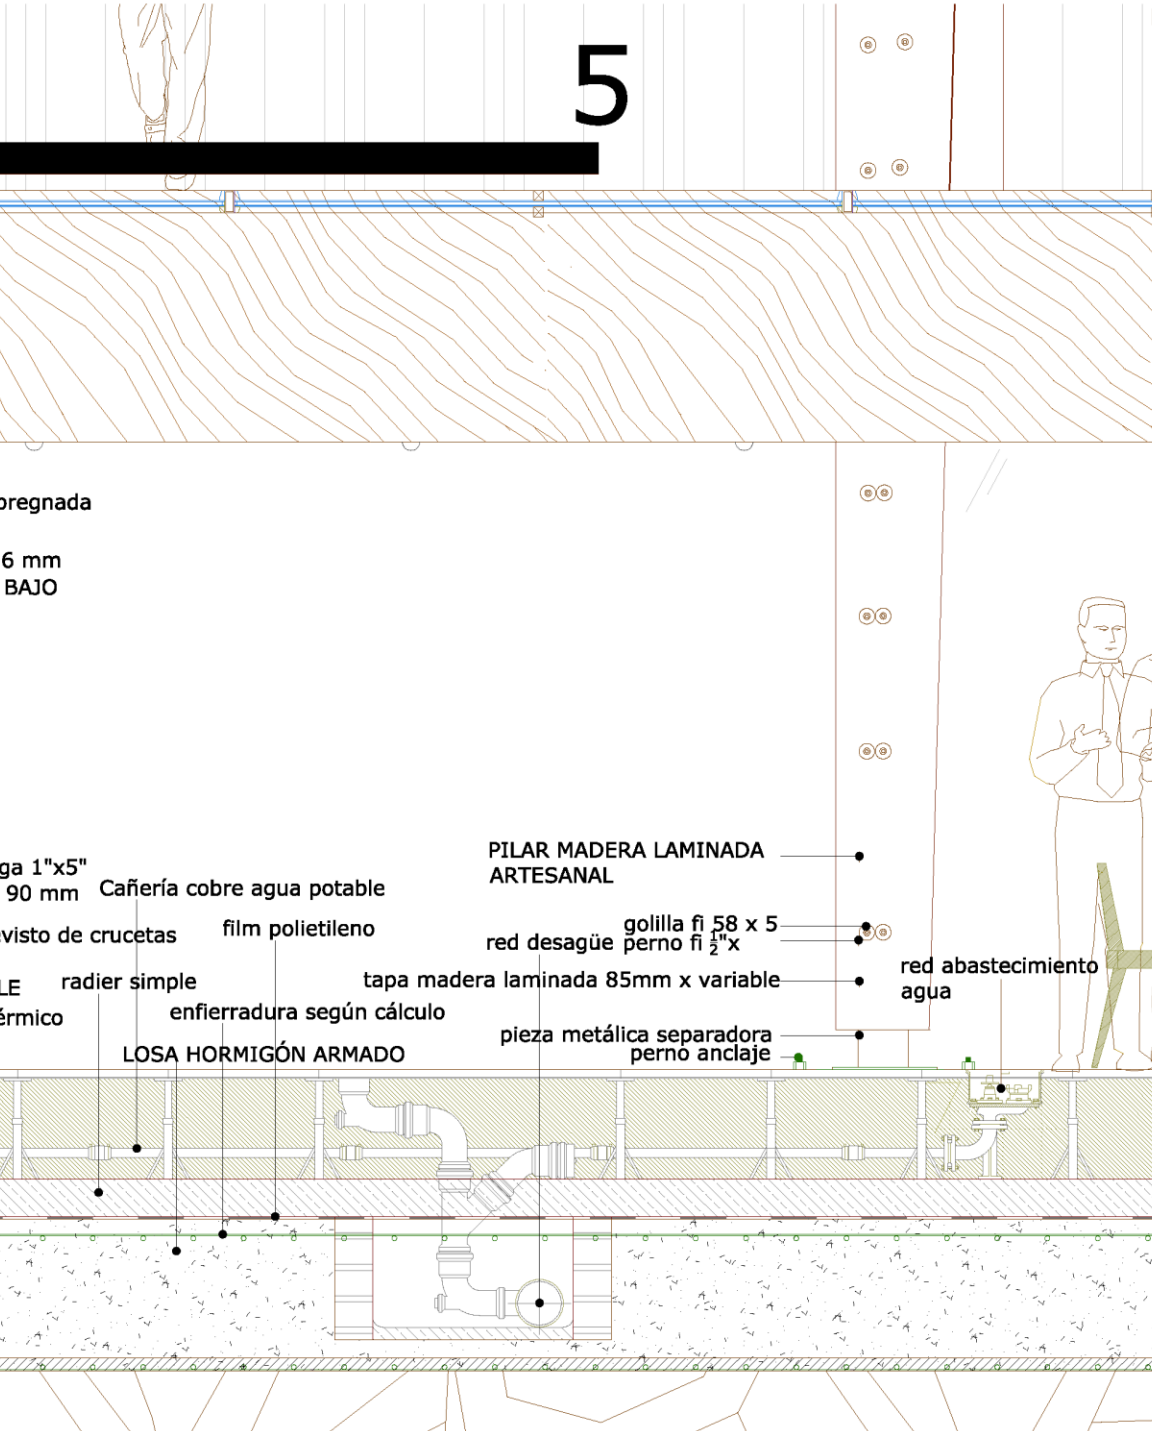 5
pregnada
6 mm
BAJO
PILAR MADERA LAMINADA
ARTESANAL
ga 1"x5"
90 mm
Cañería cobre agua potable
golilla fi 58 x 5
evisto de crucetas
film polietileno
red desagüe
perno fi ½"x
red abastecimiento
agua
LE
radier simple
tapa madera laminada 85mm x variable
érmico
enfierradura según cálculo
pieza metálica separadora
LOSA HORMIGÓN ARMADO
perno anclaje